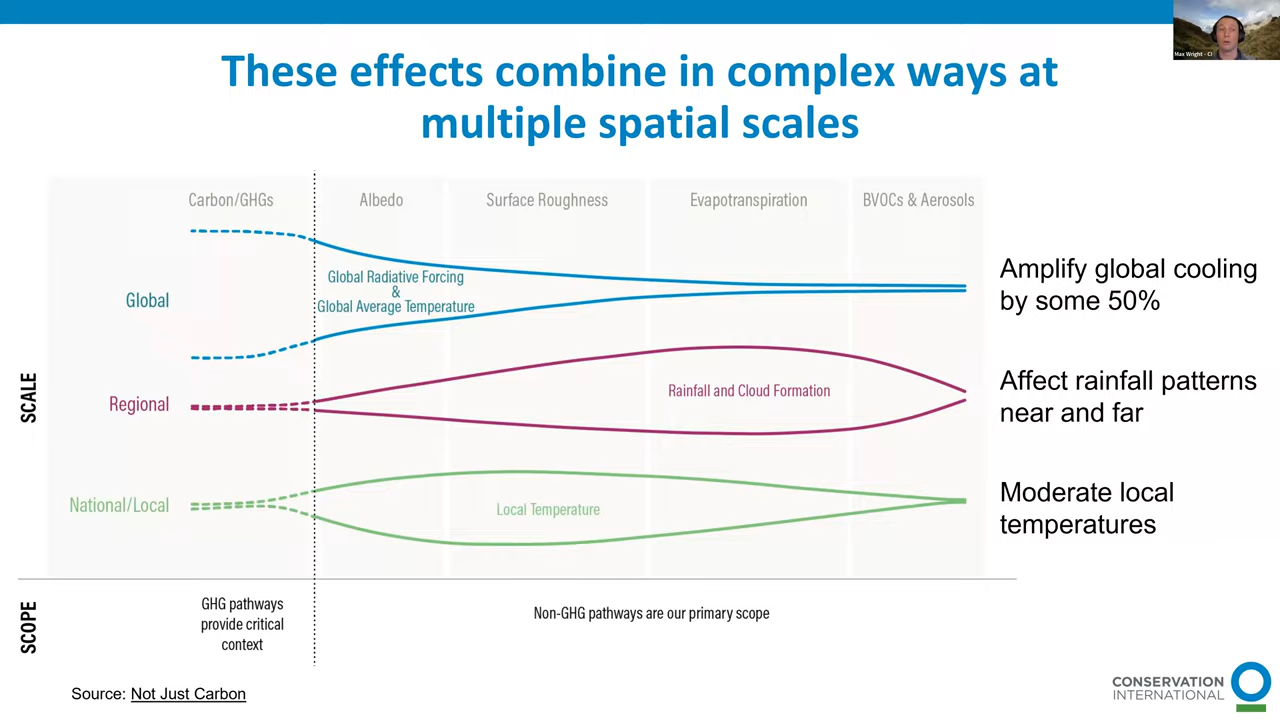 Max Wright - CI
These effects combine in complex ways at
multiple spatial scales
Carbon/GHGs
Albedo
Surface Roughness
Evapotranspiration
BVOCs & Aerosols
SCALE
Global
Global Radiative Forcing
&
Global Average Temperature
Amplify global cooling
by some 50%
Regional
Rainfall and Cloud Formation
Affect rainfall patterns
near and far
National/Local
Local Temperature
Moderate local
temperatures
SCOPE
GHG pathways
provide critical
context
Non-GHG pathways are our primary scope
Source: Not Just Carbon
CONSERVATION
INTERNATIONAL